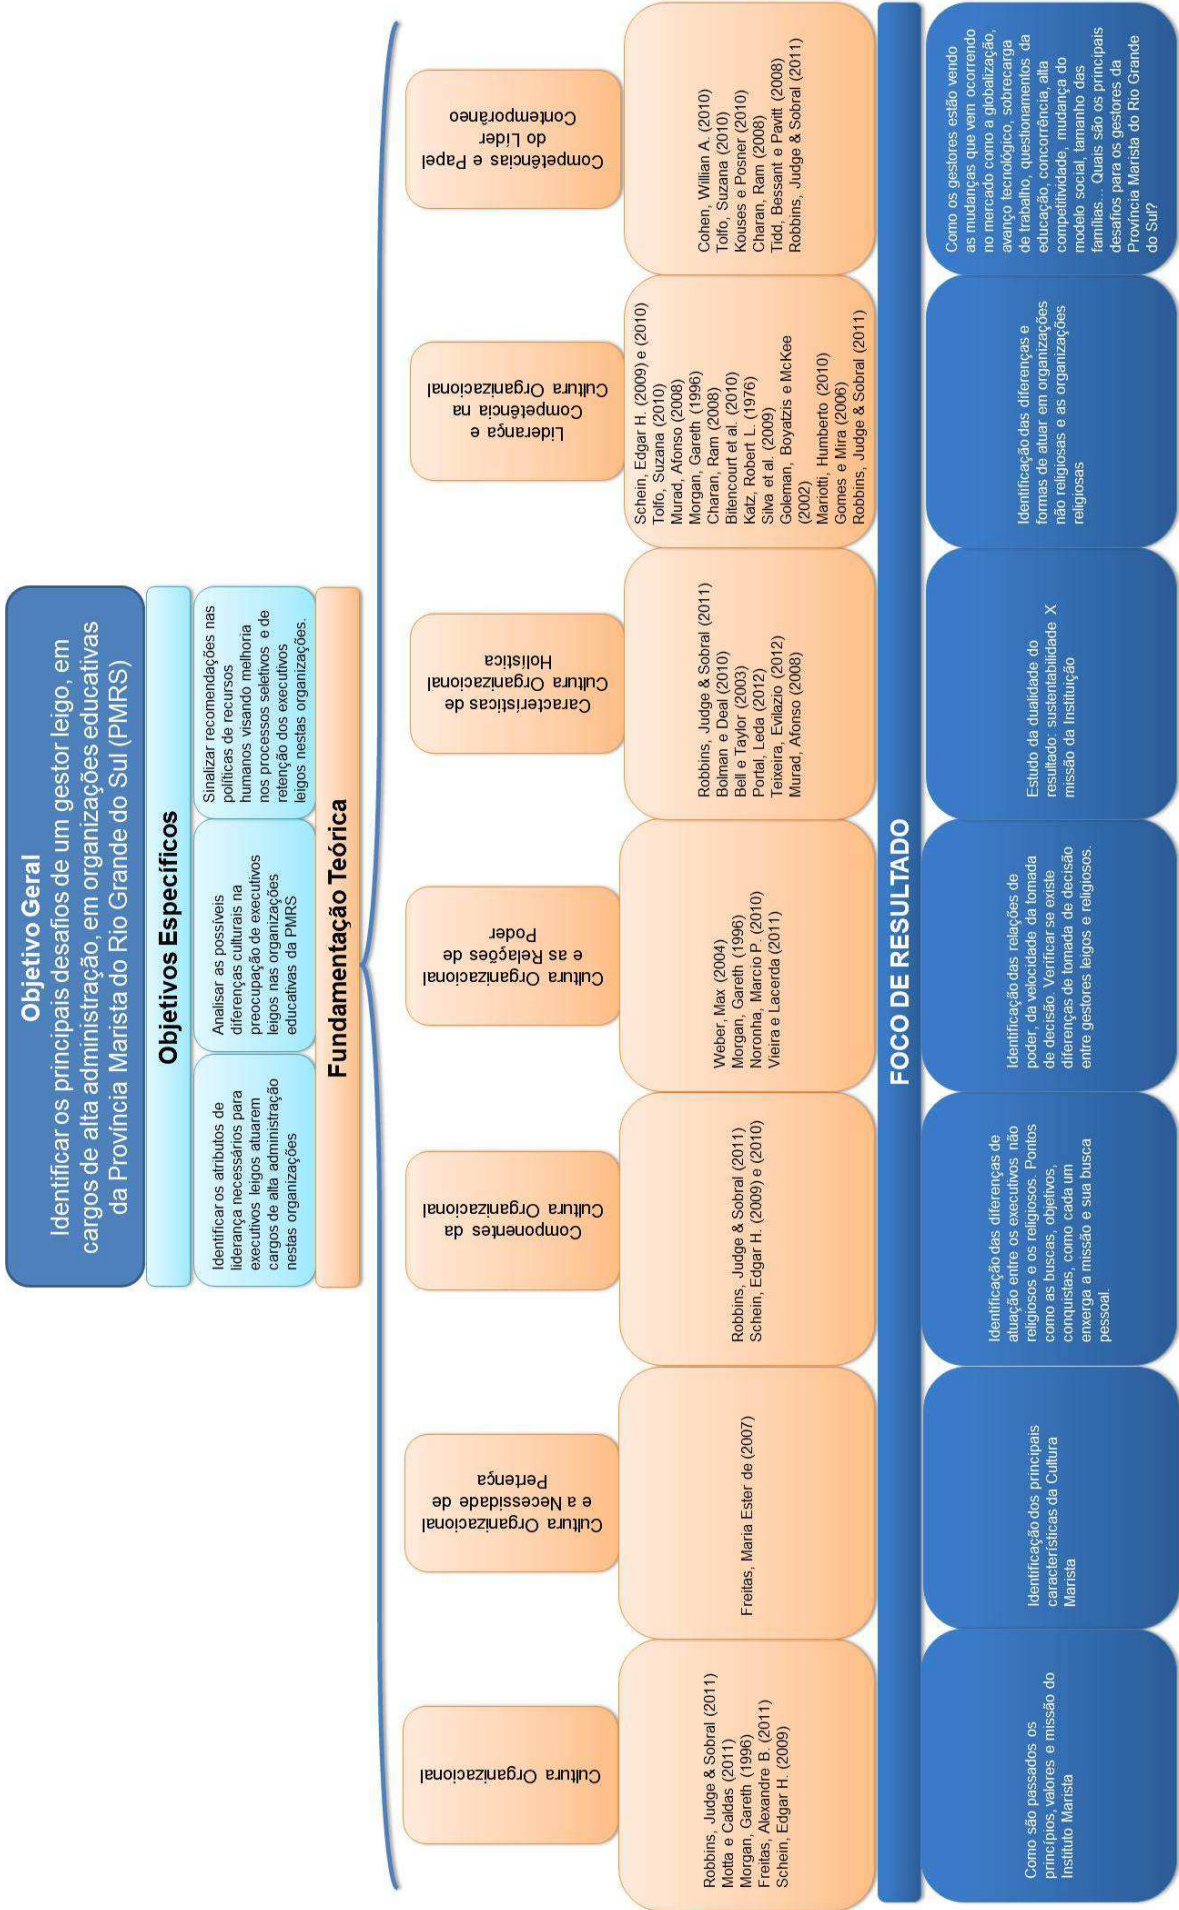 Objetivo Geral
Identificar os principais desafios de um gestor leigo, em
cargos de alta administração, em organizações educativas
da Província Marista do Rio Grande do Sul (PMRS)
Objetivos Específicos
Identificar os atributos de
liderança necessários para
executivos leigos atuarem
cargos de alta administração
nestas organizações
Analisar as possíveis
diferenças culturais na
preocupação de executivos
leigos nas organizações
educativas da PMRS
Sinalizar recomendações nas
políticas de recursos
humanos visando melhoria
nos processos seletivos e de
retenção dos executivos
leigos nestas organizações.
Fundamentação Teórica
Cultura Organizacional
Cultura Organizacional
e a Necessidade de
Pertença
Componentes da
Cultura Organizacional
Cultura Organizacional
e as Relações de
Poder
Características de
Cultura Organizacional
Holística
Liderança e
Competência na
Cultura Organizacional
Competências e Papel
do Líder
Contemporâneo
Robbins, Judge & Sobral (2011)
Motta e Caldas (2011)
Morgan, Gareth (1996)
Freitas, Alexandre B. (2011)
Schein, Edgar H. (2009)
Freitas, Maria Ester de (2007)
Robbins, Judge & Sobral (2011)
Schein, Edgar H. (2009) e (2010)
Weber, Max (2004)
Morgan, Gareth (1996)
Noronha, Marcio P. (2010)
Vieira e Lacerda (2011)
Robbins, Judge & Sobral (2011)
Bolman e Deal (2010)
Bell e Taylor (2003)
Portal, Leda (2012)
Teixeira, Evilazio (2012)
Murad, Afonso (2008)
Schein, Edgar H. (2009) e (2010)
Tolfo, Suzana (2010)
Murad, Afonso (2008)
Morgan, Gareth (1996)
Charan, Ram (2008)
Bitencourt et al. (2010)
Katz, Robert L. (1976)
Silva et al. (2009)
Goleman, Boyatzis e McKee
(2002)
Mariotti, Humberto (2010)
Gomes e Mira (2006)
Robbins, Judge & Sobral (2011)
Cohen, Willian A. (2010)
Tolfo, Suzana (2010)
Kouses e Posner (2010)
Charan, Ram (2008)
Tidd, Bessant e Pavitt (2008)
Robbins, Judge & Sobral (2011)
FOCO DE RESULTADO
Como são passados os
princípios, valores e missão do
Instituto Marista
Identificação dos principais
características da Cultura
Marista
Identificação das diferenças de
atuação entre os executivos não
religiosos e os religiosos. Pontos
como as buscas, objetivos,
conquistas, como cada um
enxerga a missão e sua busca
pessoal.
Identificação das relações de
poder, da velocidade da tomada
de decisão. Verificar se existe
diferenças de tomada de decisão
entre gestores leigos e religiosos.
Estudo da dualidade do
resultado: sustentabilidade X
missão da Instituição
Identificação das diferenças e
formas de atuar em organizações
não religiosas e as organizações
religiosas
Como os gestores estão vendo
as mudanças que vem ocorrendo
no mercado como a globalização,
avanço tecnológico, sobrecarga
de trabalho, questionamentos da
educação, concorrência, alta
competitividade, mudança do
modelo social, tamanho das
famílias... Quais são os principais
desafios para os gestores da
Província Marista do Rio Grande
do Sul?